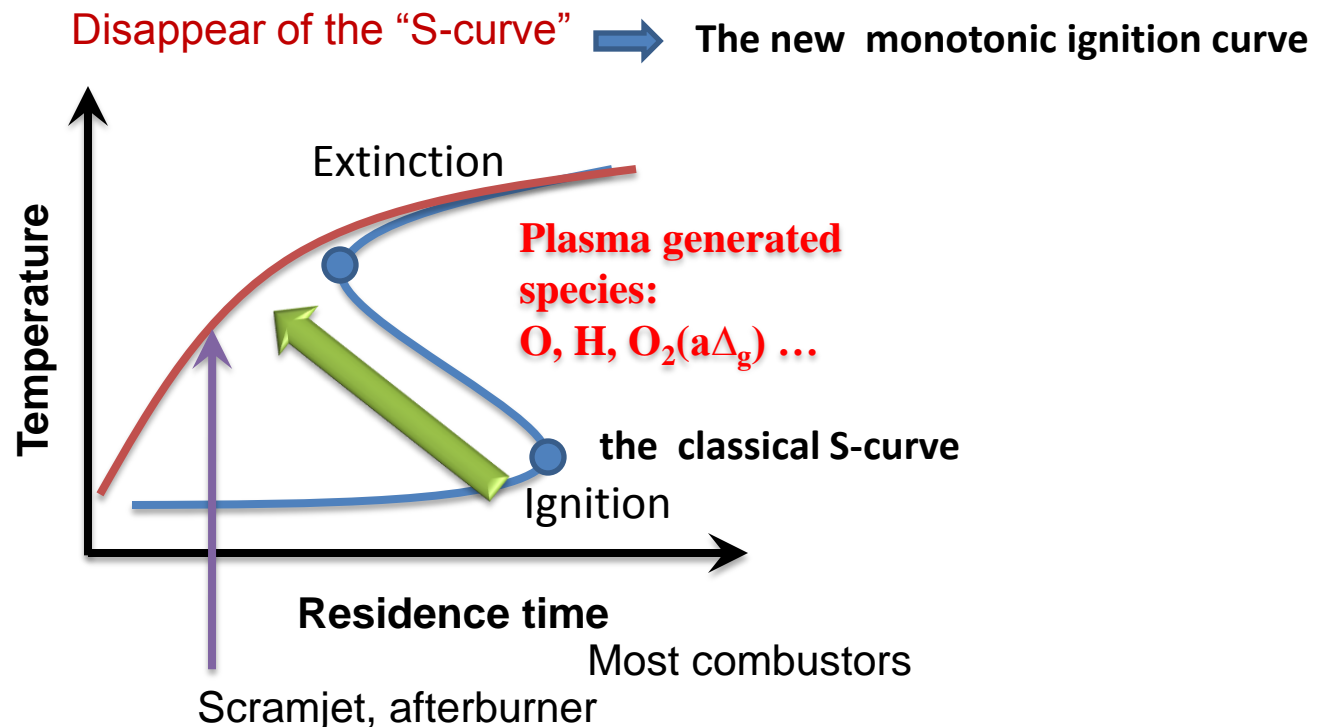 Disappear of the “S-curve”
The new monotonic ignition curve
Extinction
Temperature
Plasma generated
species:
O, H, O₂(aΔg) …
the classical S-curve
Ignition
Residence time
Most combustors
Scramjet, afterburner